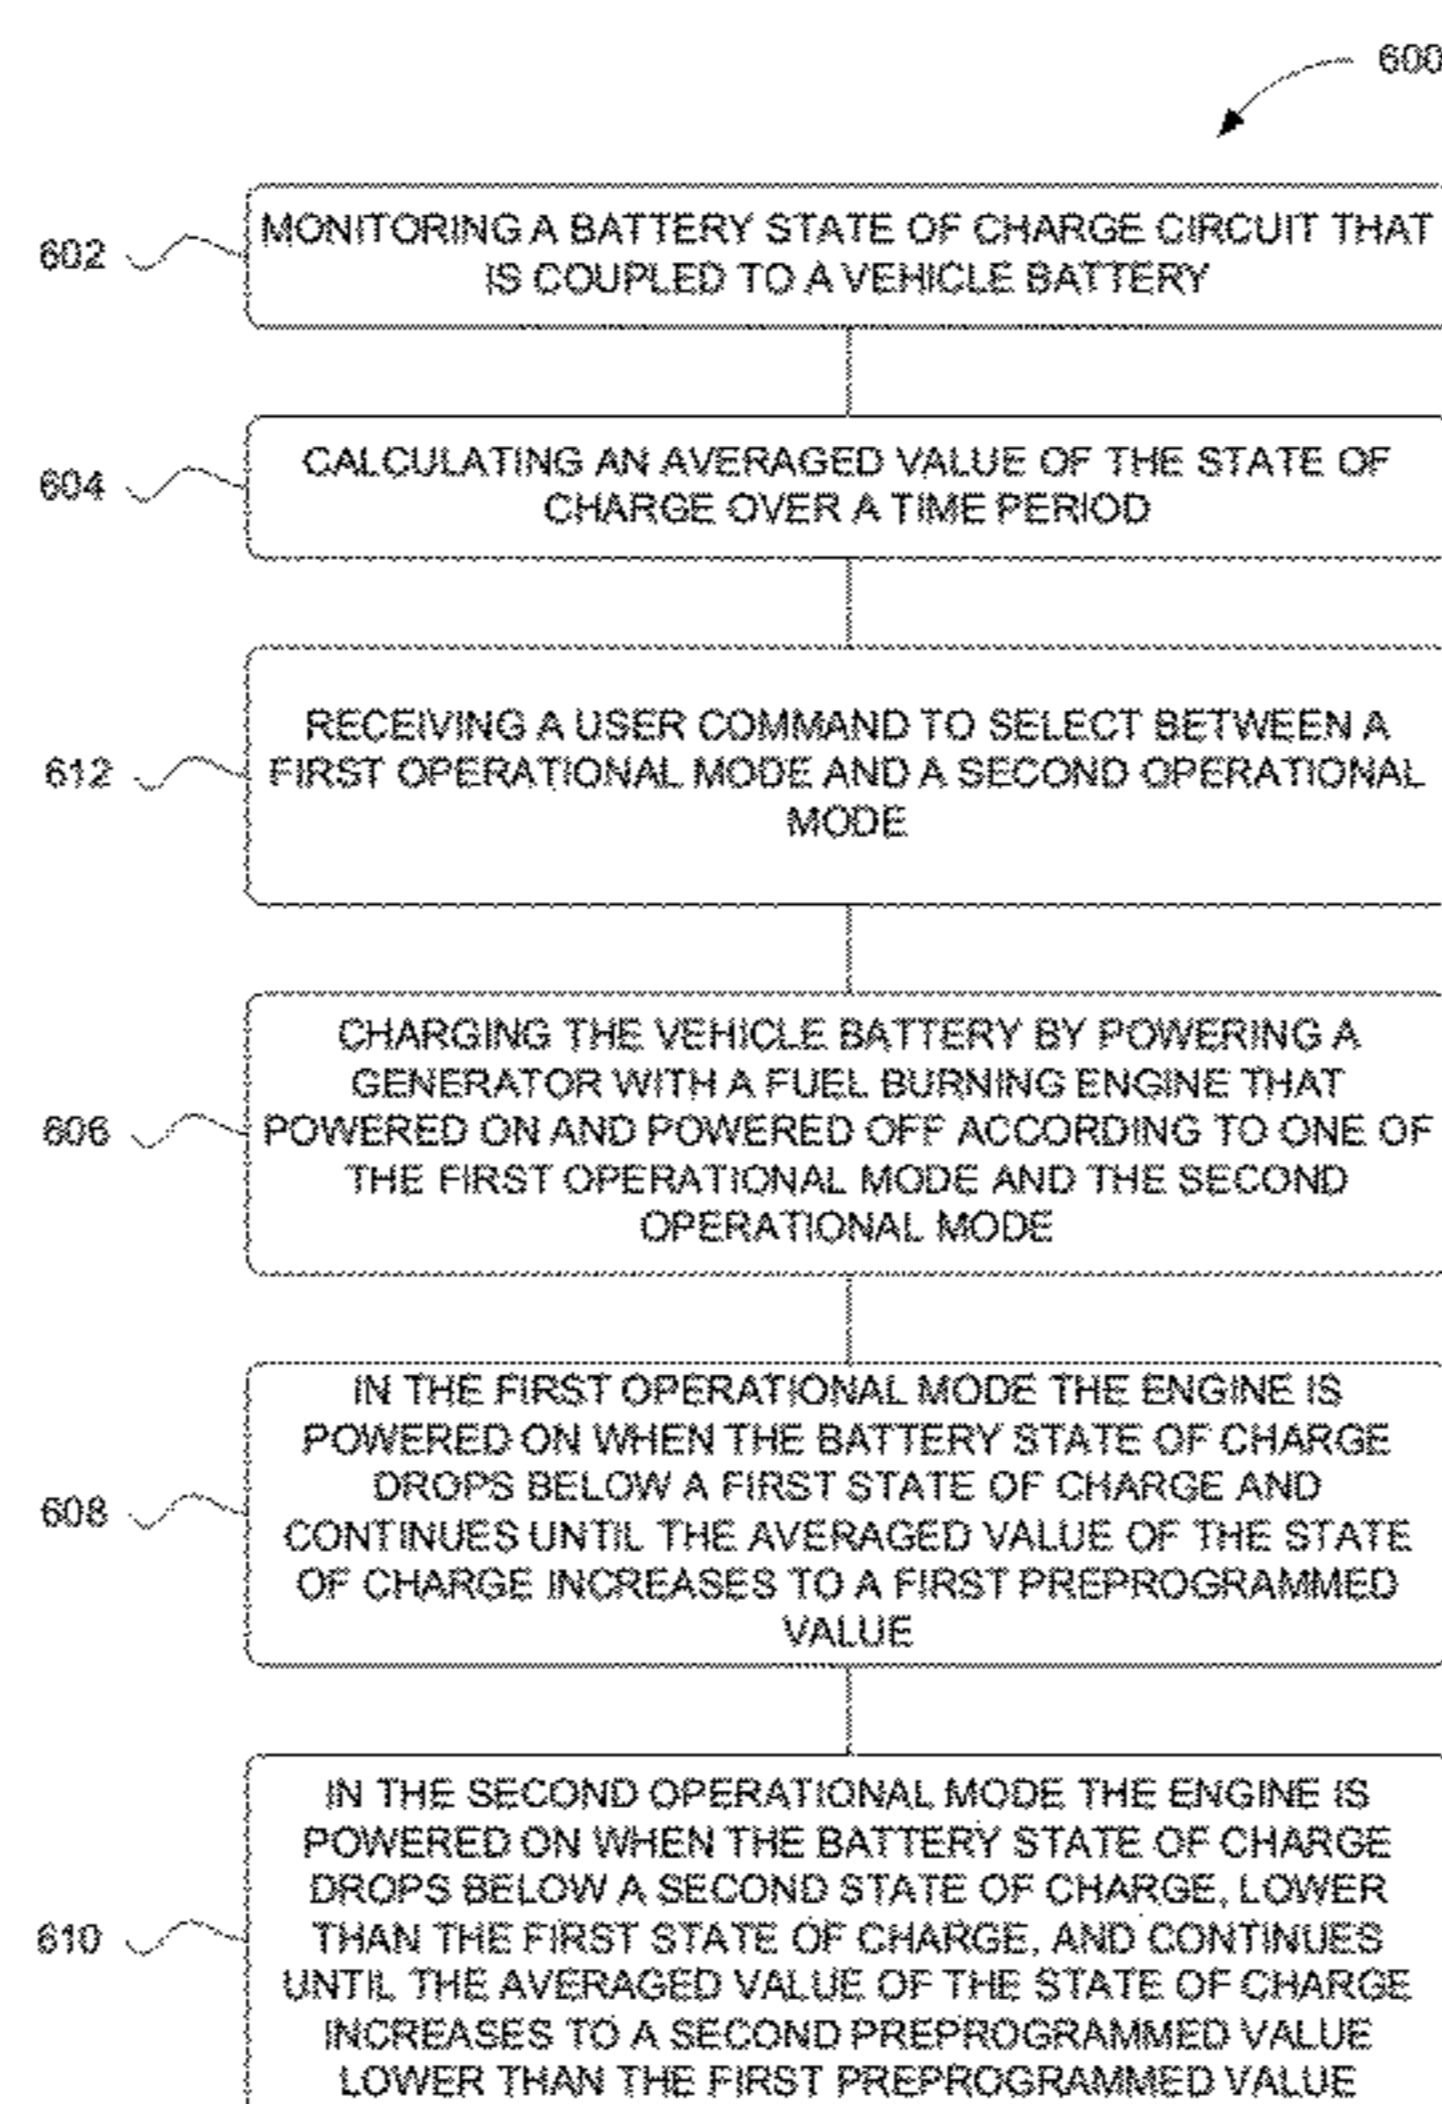 600
602
MONITORING A BATTERY STATE OF CHARGE CIRCUIT THAT
IS COUPLED TO A VEHICLE BATTERY
604
CALCULATING AN AVERAGED VALUE OF THE STATE OF
CHARGE OVER A TIME PERIOD
612
RECEIVING A USER COMMAND TO SELECT BETWEEN A
FIRST OPERATIONAL MODE AND A SECOND OPERATIONAL
MODE
606
CHARGING THE VEHICLE BATTERY BY POWERING A
GENERATOR WITH A FUEL BURNING ENGINE THAT
POWERED ON AND POWERED OFF ACCORDING TO ONE OF
THE FIRST OPERATIONAL MODE AND THE SECOND
OPERATIONAL MODE
608
IN THE FIRST OPERATIONAL MODE THE ENGINE IS
POWERED ON WHEN THE BATTERY STATE OF CHARGE
DROPS BELOW A FIRST STATE OF CHARGE AND
CONTINUES UNTIL THE AVERAGED VALUE OF THE STATE
OF CHARGE INCREASES TO A FIRST PREPROGRAMMED
VALUE
610
IN THE SECOND OPERATIONAL MODE THE ENGINE IS
POWERED ON WHEN THE BATTERY STATE OF CHARGE
DROPS BELOW A SECOND STATE OF CHARGE, LOWER
THAN THE FIRST STATE OF CHARGE, AND CONTINUES
UNTIL THE AVERAGED VALUE OF THE STATE OF CHARGE
INCREASES TO A SECOND PREPROGRAMMED VALUE
LOWER THAN THE FIRST PREPROGRAMMED VALUE